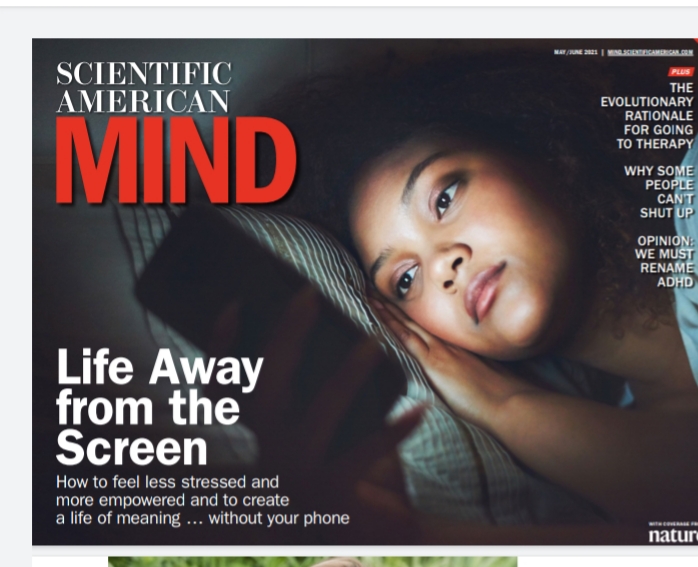 SCIENTIFIC
AMERICAN
MIND
MAY/JUNE 2021 | MIND.SCIENTIFICAMERICAN.COM
PLUS
THE
EVOLUTIONARY
RATIONALE
FOR GOING
TO THERAPY
WHY SOME
PEOPLE
CAN'T
SHUT UP
OPINION:
WE MUST
RENAME
ADHD
Life Away
from the
Screen
How to feel less stressed and
more empowered and to create
a life of meaning … without your phone
WITH COVERAGE FR
natur